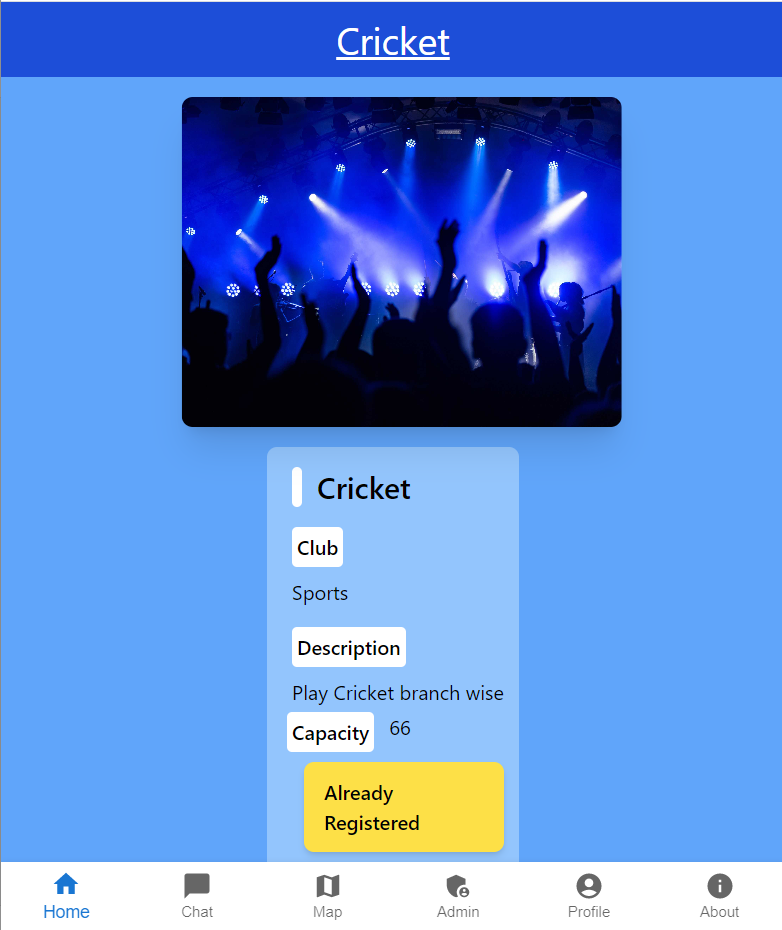 Cricket
Cricket
Club
Sports
Description
Play Cricket branch wise
Capacity 66
Already
Registered
Home Chat Map Admin Profile About